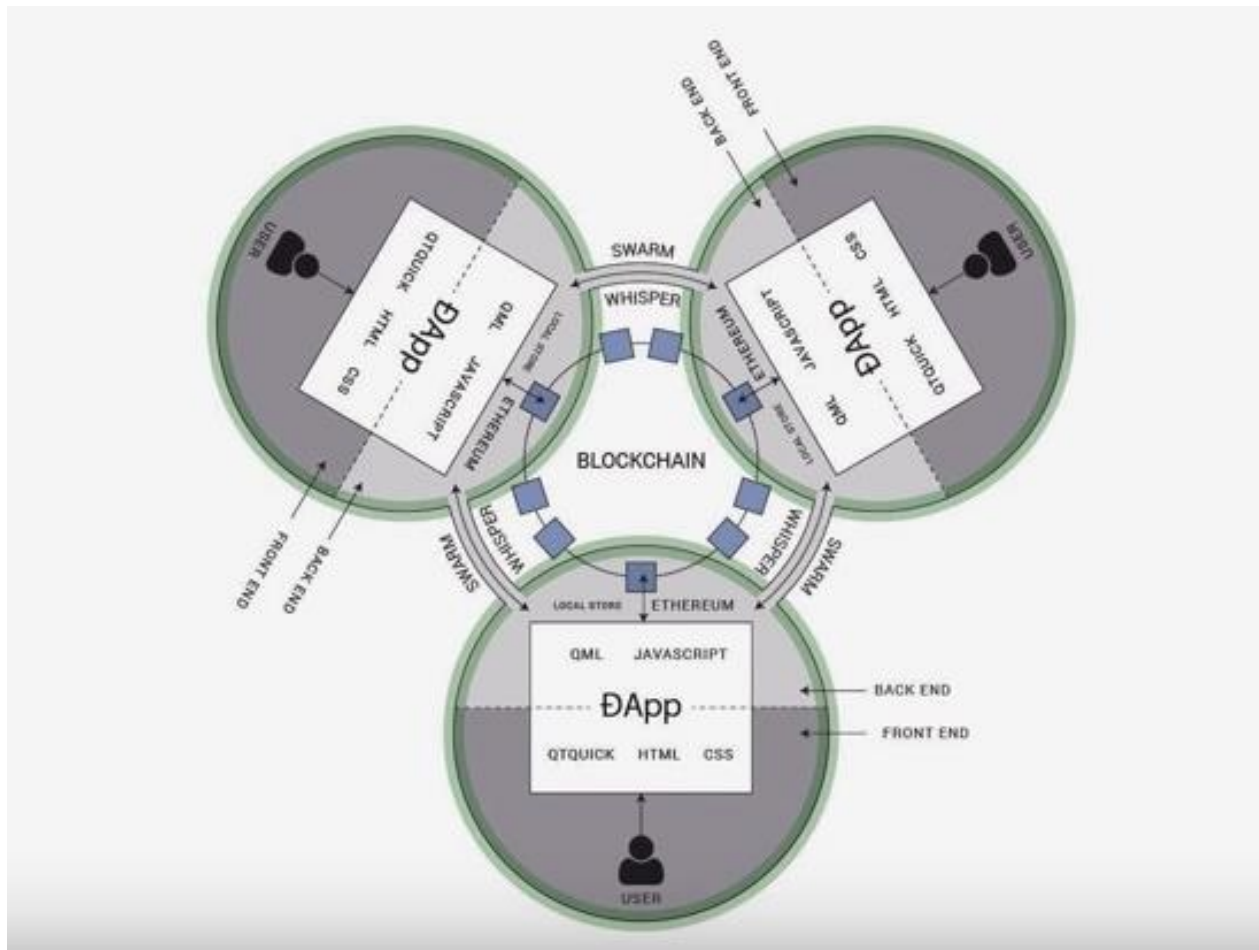 FRONT END
BACK END
USER
QTQUICK
HTML
CSS
ĐApp
QML
JAVASCRIPT
LOCAL STORE
ETHEREUM
FRONT END
BACK END
SWARM
WHISPER
USER
CSS
HTML
QTQUICK
ĐApp
JAVASCRIPT
QML
ETHEREUM
LOCAL STORE
BLOCKCHAIN
WHISPER
SWARM
WHISPER
SWARM
LOCAL STORE ETHEREUM
QML JAVASCRIPT
ĐApp
QTQUICK HTML CSS
BACK END
FRONT END
USER